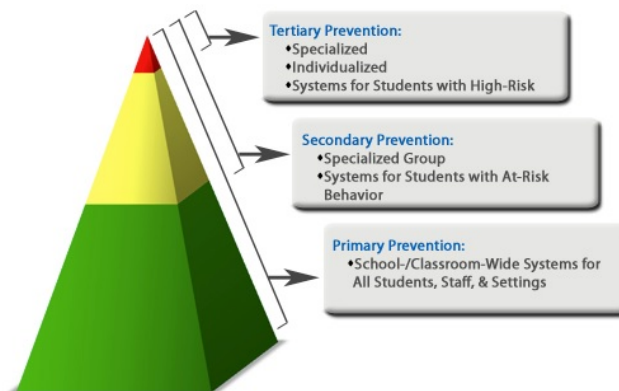 Tertiary Prevention:
♦Specialized
♦Individualized
♦Systems for Students with High-Risk
Secondary Prevention:
♦Specialized Group
♦Systems for Students with At-Risk
Behavior
Primary Prevention:
♦School-/Classroom-Wide Systems for
All Students, Staff, & Settings